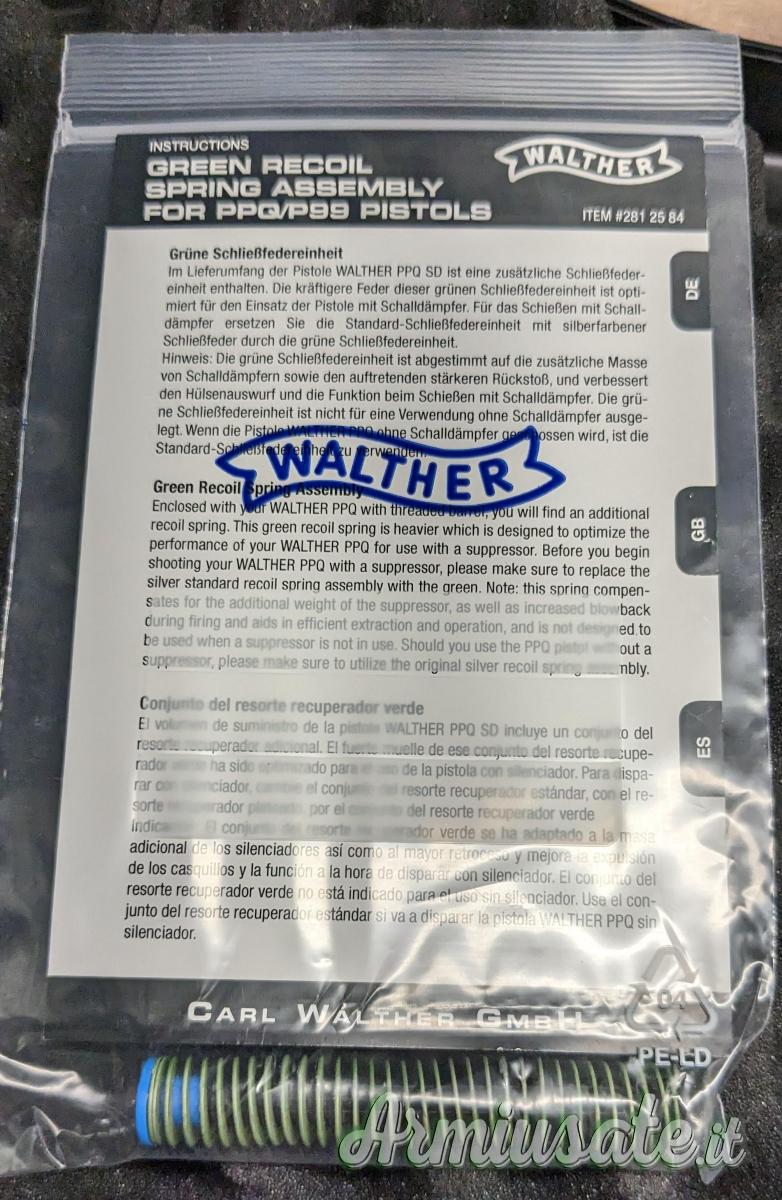 INSTRUCTIONS
GREEN RECOIL
SPRING ASSEMBLY
FOR PPQ/P99 PISTOLS
WALTHER
ITEM #281 25 84
DE
Grüne Schließfedereinheit
Im Lieferumfang der Pistole WALTHER PPQ SD ist eine zusätzliche Schließfeder-
einheit enthalten. Die kräftigere Feder dieser grünen Schließfedereinheit ist opti-
miert für den Einsatz der Pistole mit Schalldämpfer. Für das Schießen mit Schall-
dämpfer ersetzen Sie die Standard-Schließfedereinheit mit silberfarbener
Schließfeder durch die grüne Schließfedereinheit.
Hinweis: Die grüne Schließfedereinheit ist abgestimmt auf die zusätzliche Masse
von Schalldämpfern sowie den auftretenden stärkeren Rückstoß, und verbessert
den Hülsenauswurf und die Funktion beim Schießen mit Schalldämpfer. Die grü-
ne Schließfedereinheit ist nicht für eine Verwendung ohne Schalldämpfer ausge-
legt. Wenn die Pistole WALTHER PPQ ohne Schalldämpfer geschossen wird, ist die
Standard-Schließfedereinheit zu verwenden.
WALTHER
GB
Green Recoil Spring Assembly
Enclosed with your WALTHER PPQ with threaded barrel, you will find an additional
recoil spring. This green recoil spring is heavier which is designed to optimize the
performance of your WALTHER PPQ for use with a suppressor. Before you begin
shooting your WALTHER PPQ with a suppressor, please make sure to replace the
silver standard recoil spring assembly with the green. Note: this spring compen-
sates for the additional weight of the suppressor, as well as increased blowback
during firing and aids in efficient extraction and operation, and is not designed to
be used when a suppressor is not in use. Should you use the PPQ pistol without a
suppressor, please make sure to utilize the original silver recoil spring assembly.
ES
Conjunto del resorte recuperador verde
El volumen de suministro de la pistola WALTHER PPQ SD incluye un conjunto del
resorte recuperador adicional. El fuerte muelle de ese conjunto del resorte recupe-
rador verde ha sido optimizado para el uso de la pistola con silenciador. Para dispa-
rar con silenciador, cambie el conjunto del resorte recuperador estándar, con el re-
sorte recuperador plateado, por el conjunto del resorte recuperador verde
Indicación: El conjunto del resorte recuperador verde se ha adaptado a la masa
adicional de los silenciadores así como al mayor retroceso y mejora la expulsión
de los casquillos y la función a la hora de disparar con silenciador. El conjunto del
resorte recuperador verde no está indicado para el uso sin silenciador. Use el con-
junto del resorte recuperador estándar si va a disparar la pistola WALTHER PPQ sin
silenciador.
CARL WALTHER GMBH
04
PE-LD
Armiusate.it